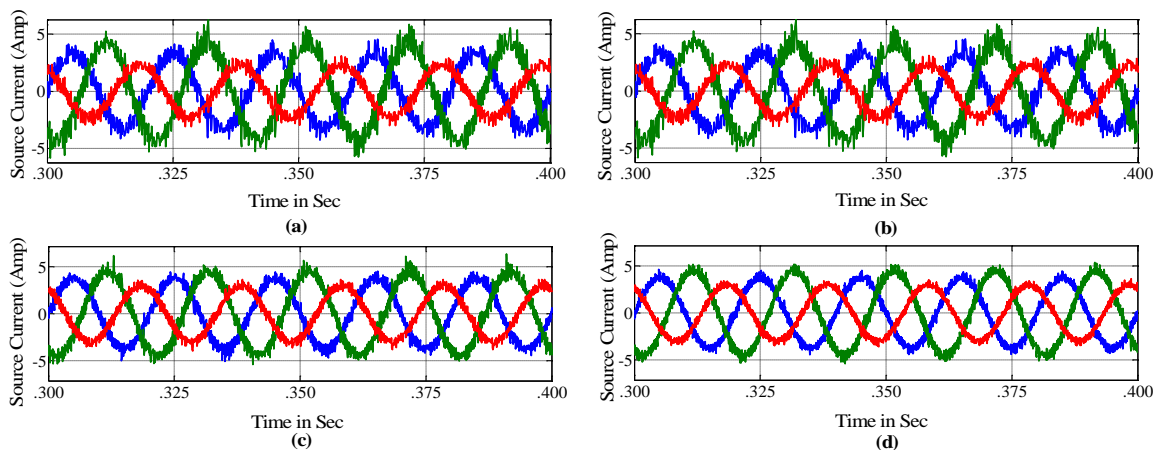 Source Current (Amp)
5
0
-5
.300
.325
.350
.375
.400
Time in Sec
(a)
Source Current (Amp)
5
0
-5
.300
.325
.350
.375
.400
Time in Sec
(b)
Source Current (Amp)
5
0
-5
.300
.325
.350
.375
.400
Time in Sec
(c)
Source Current (Amp)
5
0
-5
.300
.325
.350
.375
.400
Time in Sec
(d)